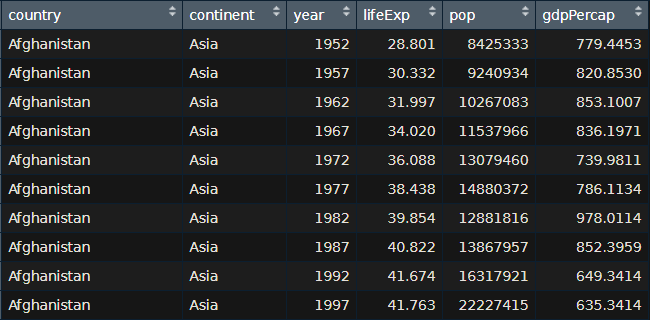 country continent year lifeExp pop gdpPercap
Afghanistan Asia 1952 28.801 8425333 779.4453
Afghanistan Asia 1957 30.332 9240934 820.8530
Afghanistan Asia 1962 31.997 10267083 853.1007
Afghanistan Asia 1967 34.020 11537966 836.1971
Afghanistan Asia 1972 36.088 13079460 739.9811
Afghanistan Asia 1977 38.438 14880372 786.1134
Afghanistan Asia 1982 39.854 12881816 978.0114
Afghanistan Asia 1987 40.822 13867957 852.3959
Afghanistan Asia 1992 41.674 16317921 649.3414
Afghanistan Asia 1997 41.763 22227415 635.3414